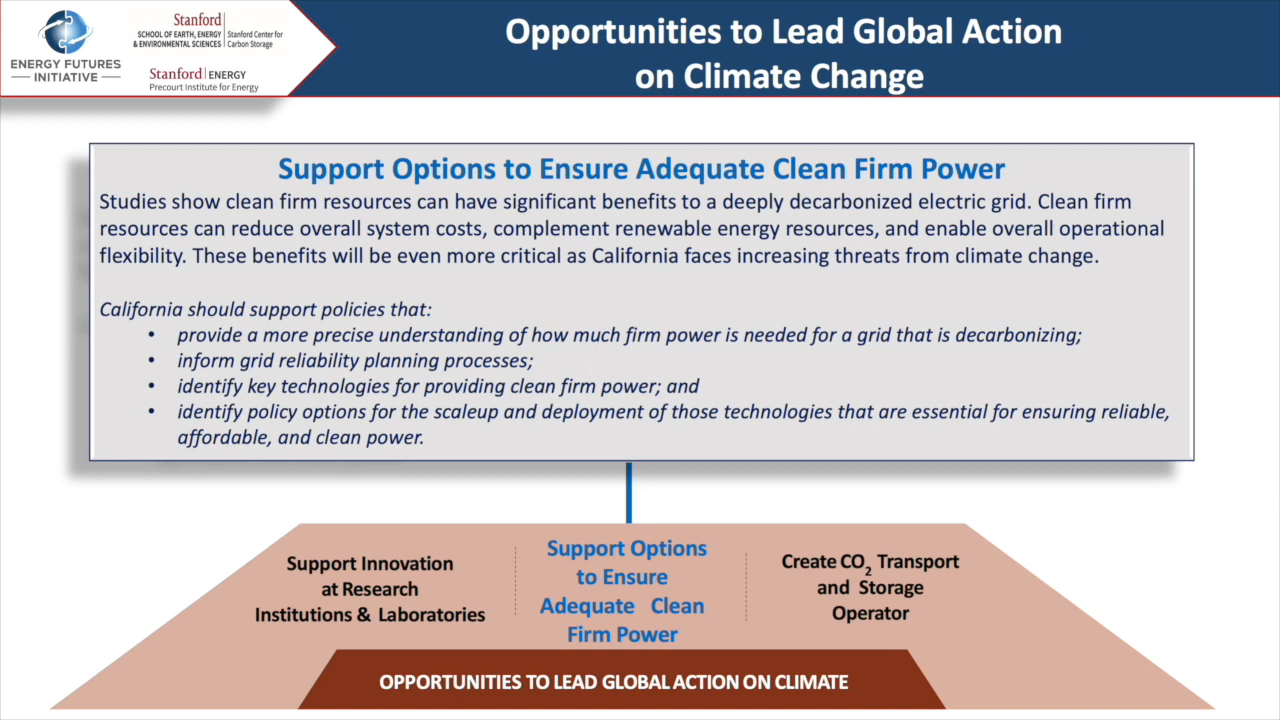 ENERGY FUTURES
INITIATIVE
Stanford
SCHOOL OF EARTH, ENERGY
& ENVIRONMENTAL SCIENCES
Stanford Center for
Carbon Storage
Stanford ENERGY
Precourt Institute for Energy
Opportunities to Lead Global Action
on Climate Change
Support Options to Ensure Adequate Clean Firm Power
Studies show clean firm resources can have significant benefits to a deeply decarbonized electric grid. Clean firm
resources can reduce overall system costs, complement renewable energy resources, and enable overall operational
flexibility. These benefits will be even more critical as California faces increasing threats from climate change.
California should support policies that:
• provide a more precise understanding of how much firm power is needed for a grid that is decarbonizing;
• inform grid reliability planning processes;
• identify key technologies for providing clean firm power; and
• identify policy options for the scaleup and deployment of those technologies that are essential for ensuring reliable,
affordable, and clean power.
Support Innovation
at Research
Institutions & Laboratories
Support Options
to Ensure
Adequate Clean
Firm Power
Create CO2 Transport
and Storage
Operator
OPPORTUNITIES TO LEAD GLOBAL ACTION ON CLIMATE